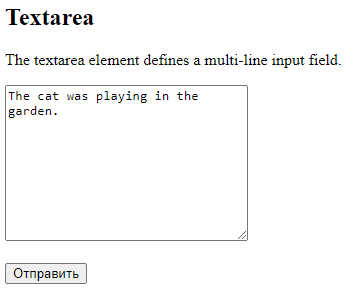 Textarea
The textarea element defines a multi-line input field.
The cat was playing in the
garden.
Отправить